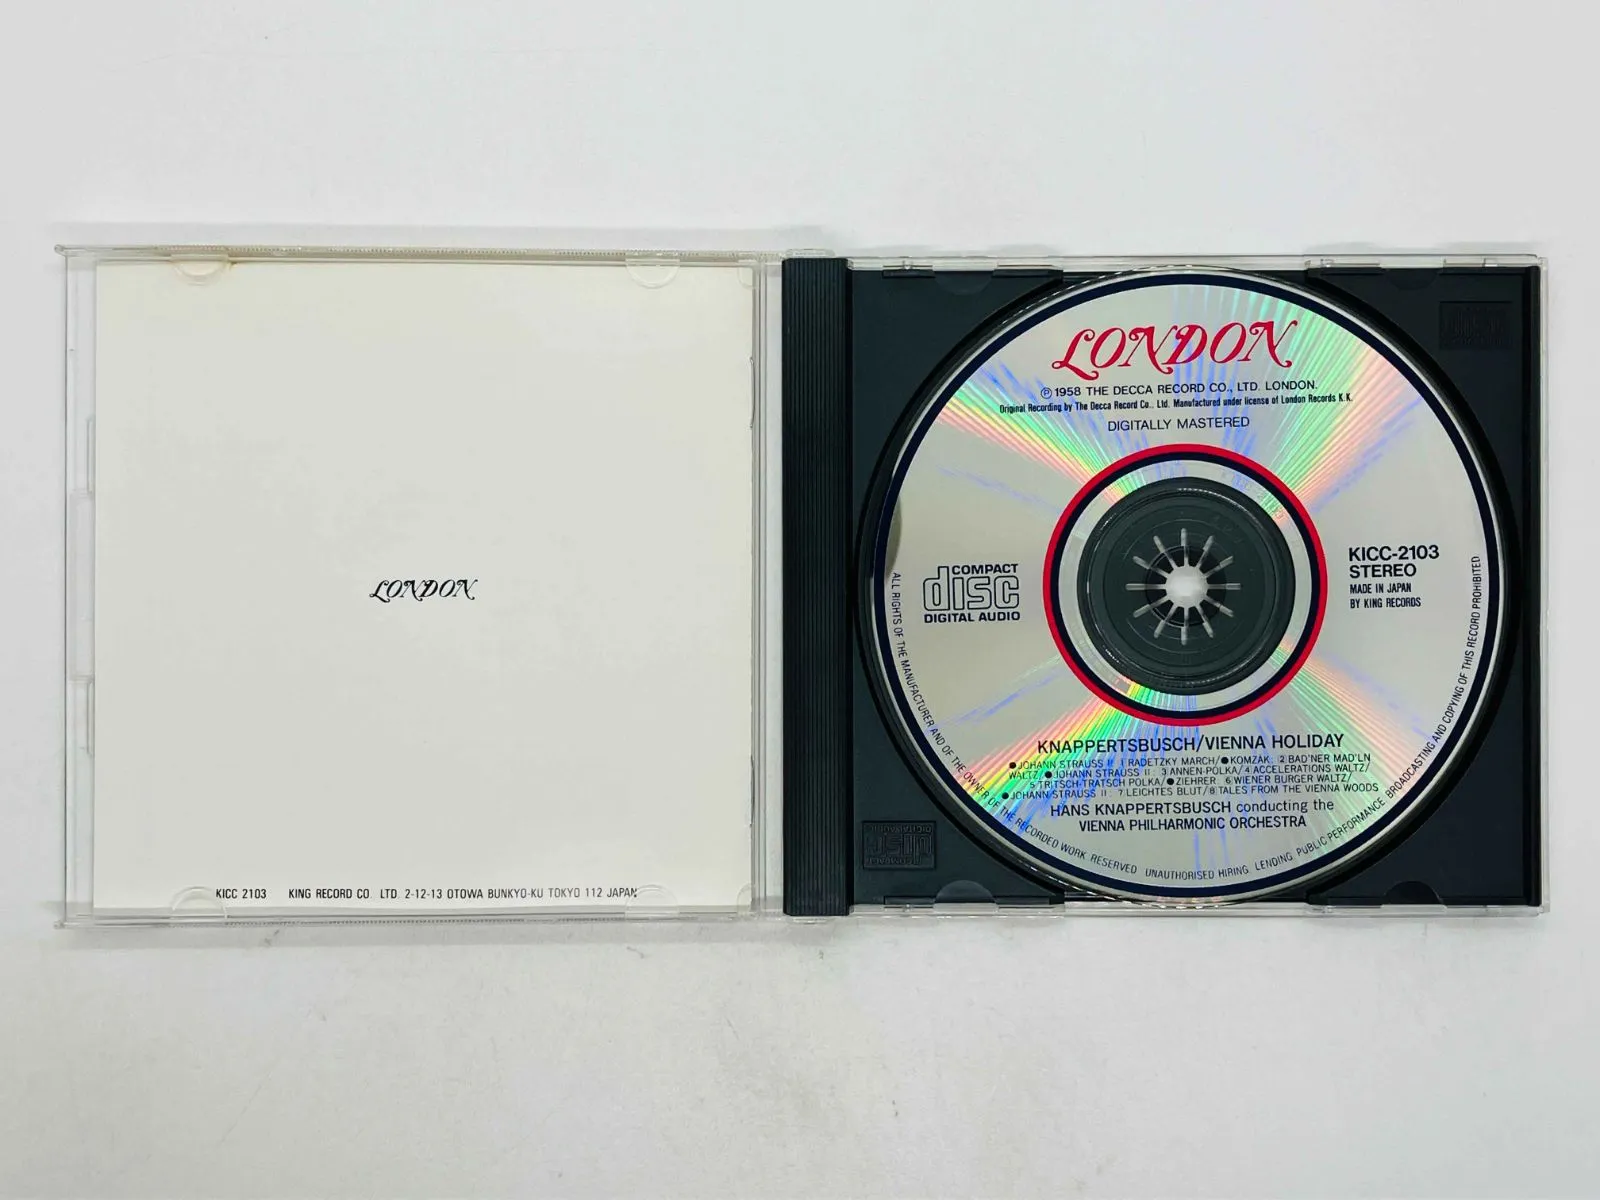 LONDON
KICC 2103 KING RECORD CO. LTD. 2-12-13 OTOWA BUNKYO-KU TOKYO 112 JAPAN
LONDON
Ⓟ1958 THE DECCA RECORD CO., LTD. LONDON.
Original Recording by The Decca Record Co., Ltd. Manufactured under license of London Records K.K.
DIGITALLY MASTERED
COMPACT
disc
DIGITAL AUDIO
KICC-2103
STEREO
MADE IN JAPAN
BY KING RECORDS
KNAPPERTSBUSCH/VIENNA HOLIDAY
●JOHANN STRAUSS II: 1 RADETZKY MARCH/●KOMZAK: 2 BAD'NER MAD'LN
WALTZ/●JOHANN STRAUSS II: 3 ANNEN-POLKA/4 ACCELERATIONS WALTZ/
5 TRITSCH-TRATSCH POLKA/●ZIEHRER: 6 WIENER BURGER WALTZ/
●JOHANN STRAUSS II: 7 LEICHTES BLUT/8 TALES FROM THE VIENNA WOODS
HANS KNAPPERTSBUSCH conducting the
VIENNA PHILHARMONIC ORCHESTRA
ALL RIGHTS OF THE MANUFACTURER AND OF THE OWNER OF THE RECORDED WORK RESERVED UNAUTHORISED HIRING, LENDING, PUBLIC PERFORMANCE, BROADCASTING AND COPYING OF THIS RECORD PROHIBITED